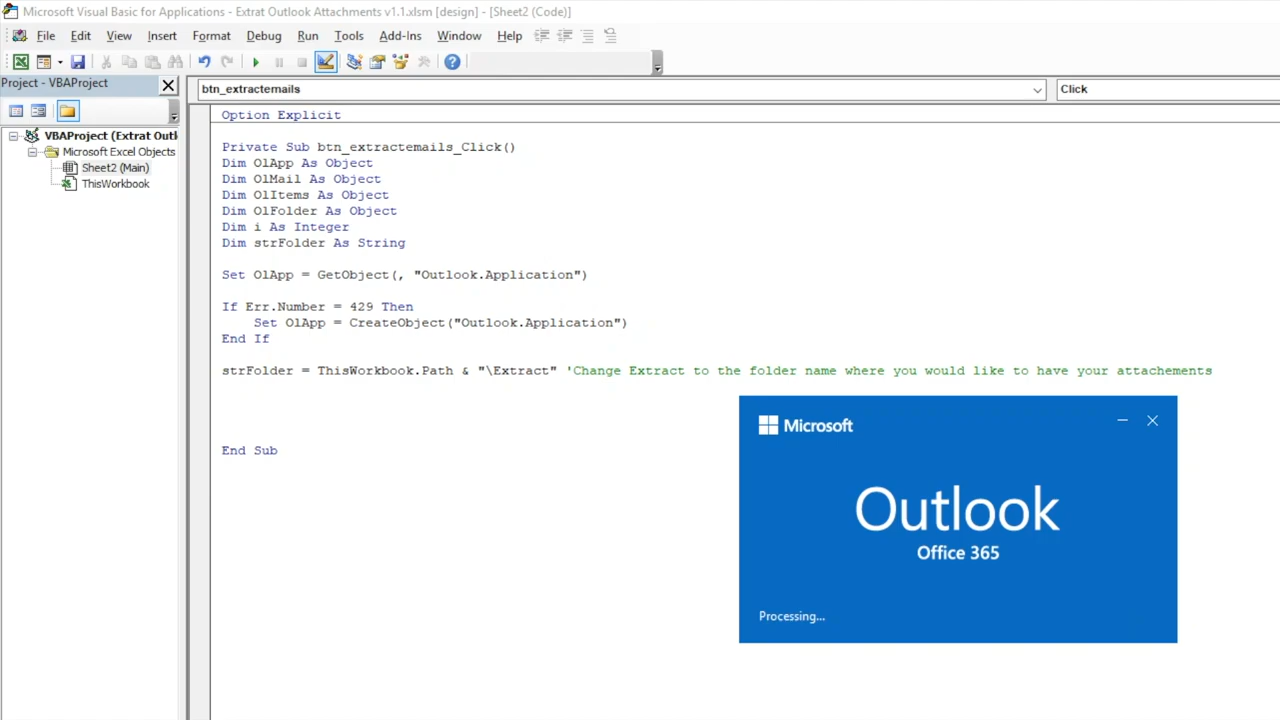 Microsoft Visual Basic for Applications - Extrat Outlook Attachments v1.1.xlsm [design] - [Sheet2 (Code)]
File Edit View Insert Format Debug Run Tools Add-Ins Window Help
Project - VBAProject
btn_extractemails
Click
VBAProject (Extrat Outl
Microsoft Excel Objects
Sheet2 (Main)
ThisWorkbook
Option Explicit
Private Sub btn_extractemails_Click()
Dim OlApp As Object
Dim OlMail As Object
Dim OlItems As Object
Dim OlFolder As Object
Dim i As Integer
Dim strFolder As String
Set OlApp = GetObject(, "Outlook.Application")
If Err.Number = 429 Then
Set OlApp = CreateObject("Outlook.Application")
End If
strFolder = ThisWorkbook.Path & "\Extract" 'Change Extract to the folder name where you would like to have your attachements
End Sub
Microsoft
Outlook
Office 365
Processing...